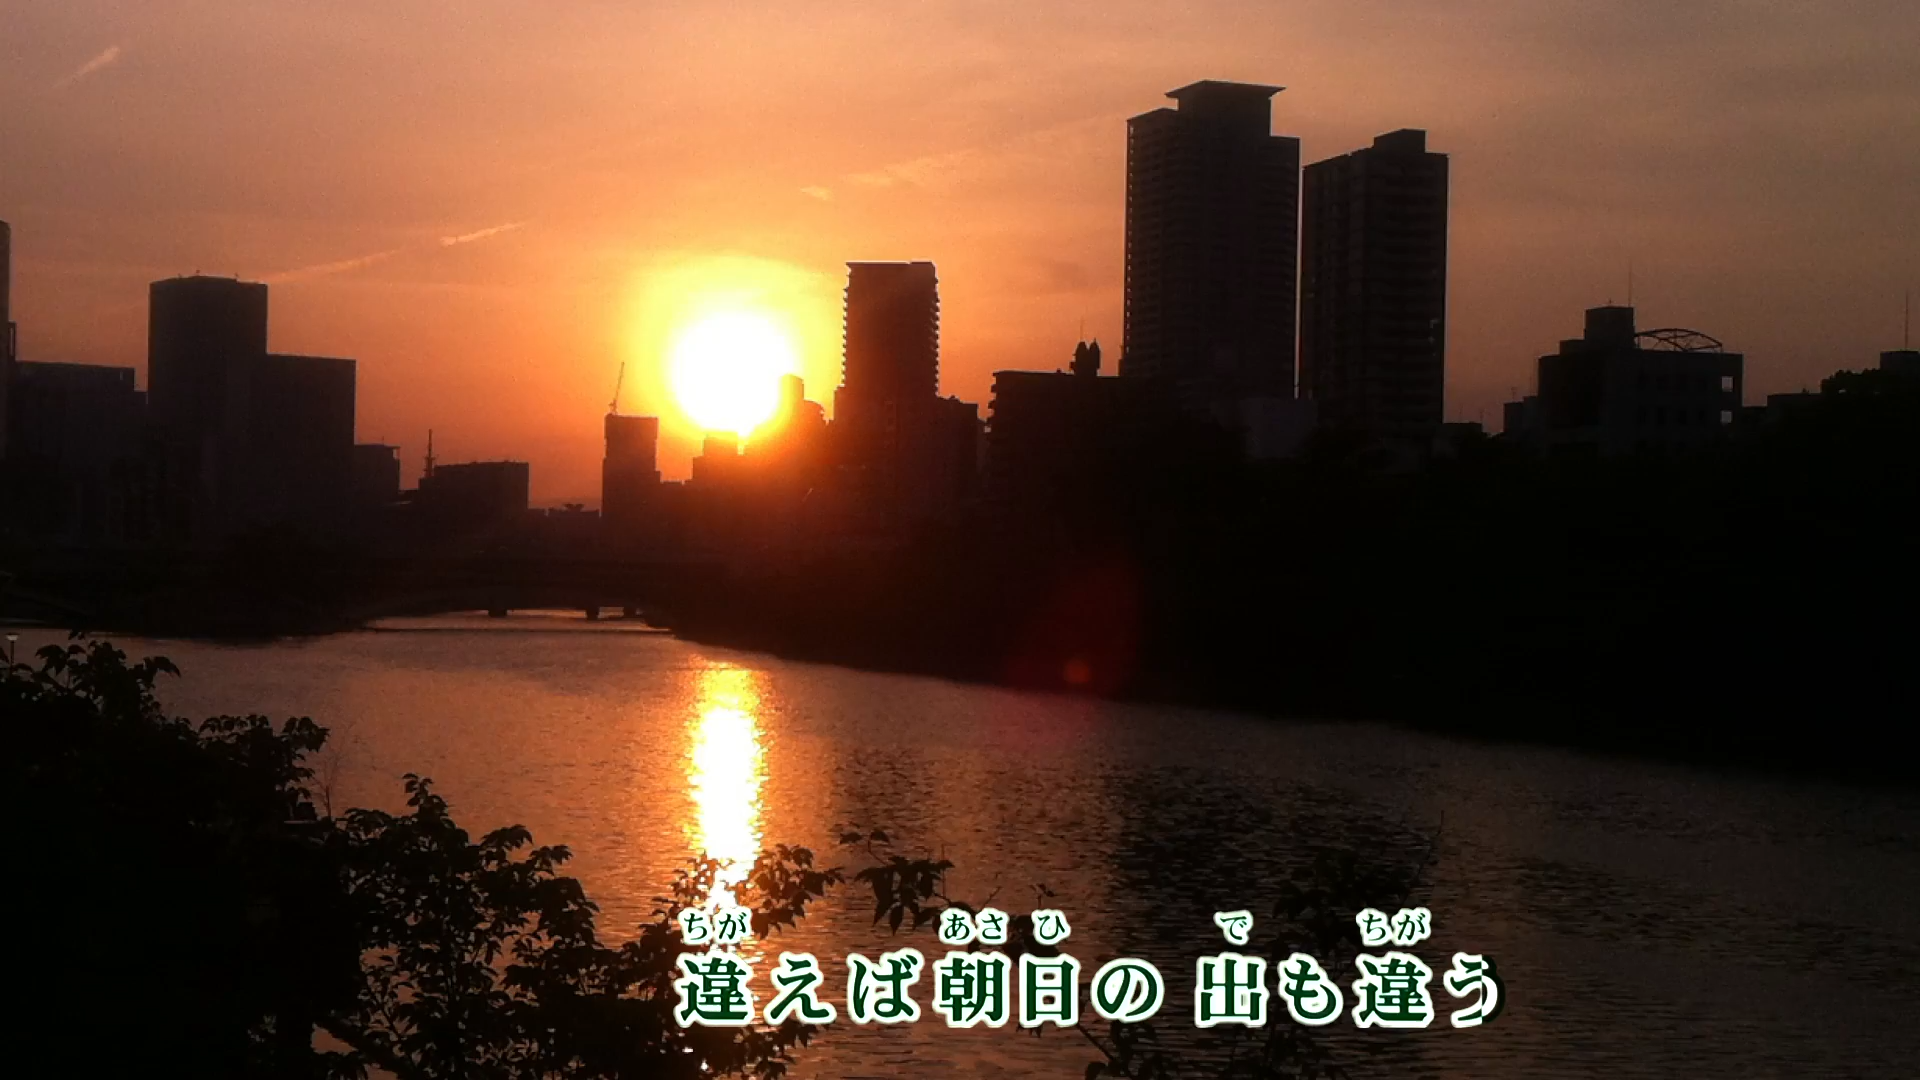 ちが あさ ひ で ちが
違えば朝日の 出も違う